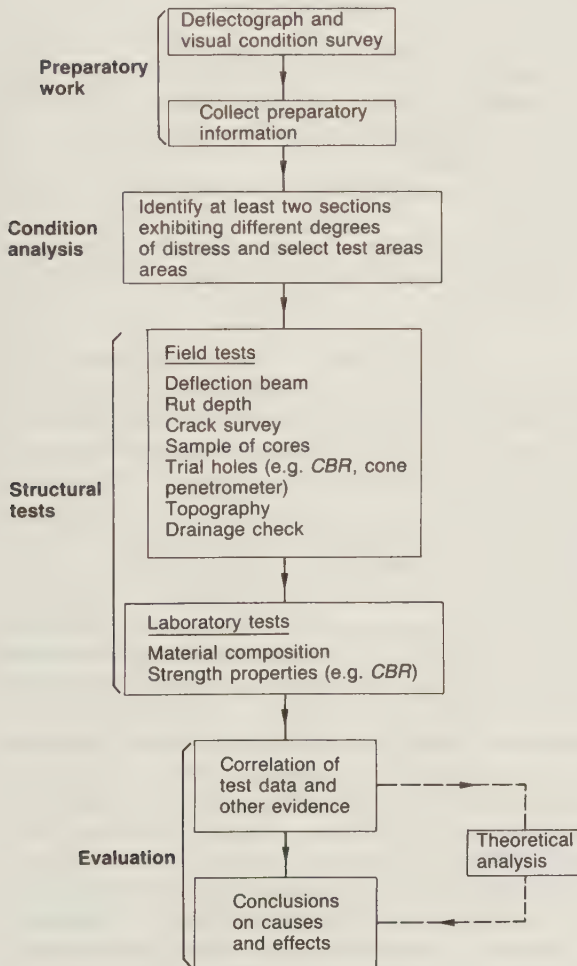 Deflectograph and
visual condition survey
Preparatory
work
Collect preparatory
information
Condition
analysis
Identify at least two sections
exhibiting different degrees
of distress and select test areas
areas
Structural
tests
Field tests
Deflection beam
Rut depth
Crack survey
Sample of cores
Trial holes (e.g. CBR, cone
penetrometer)
Topography
Drainage check
Laboratory tests
Material composition
Strength properties (e.g. CBR)
Evaluation
Correlation of
test data and
other evidence
Theoretical
analysis
Conclusions
on causes
and effects